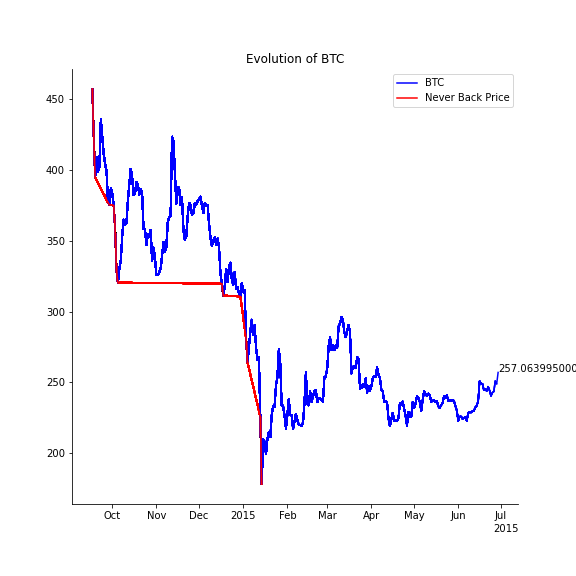 Evolution of BTC
BTC
Never Back Price
450
400
350
300
250
200
257.063995000
Oct
Nov
Dec
2015
Feb
Mar
Apr
May
Jun
Jul
2015